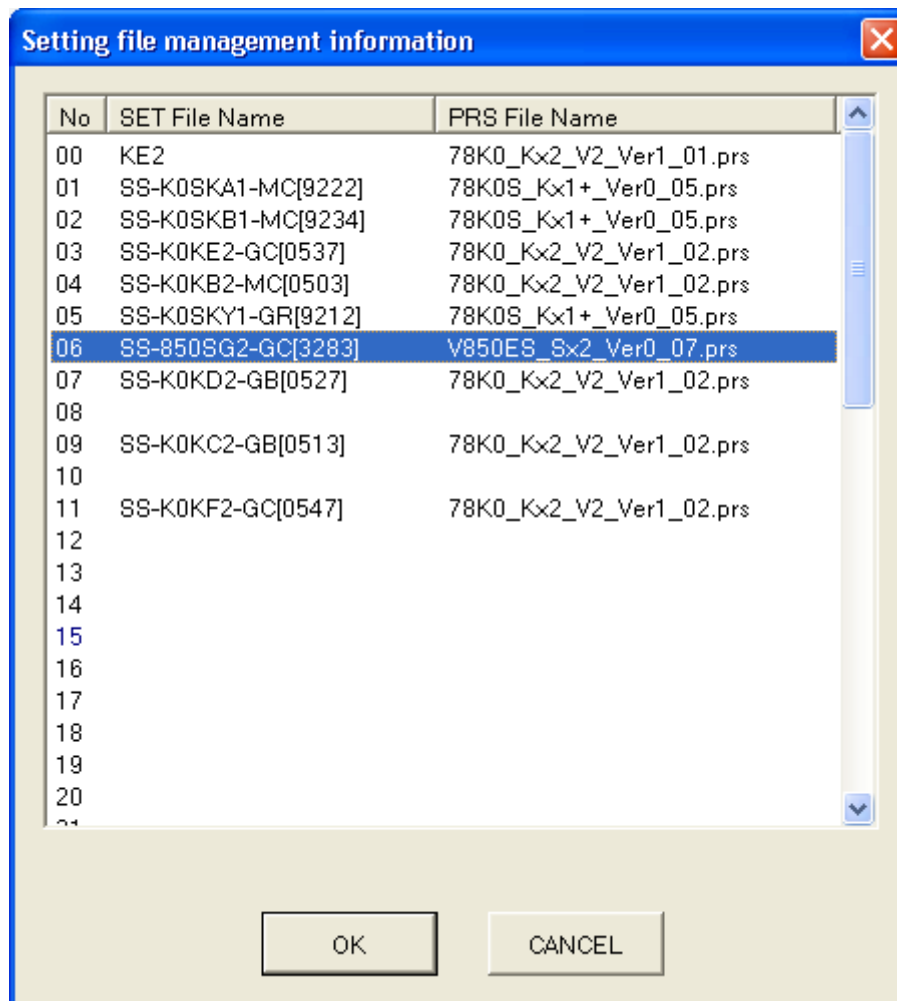 Setting file management information
No SET File Name PRS File Name
00 KE2 78K0_Kx2_V2_Ver1_01.prs
01 SS-K0SKA1-MC[9222] 78K0S_Kx1+_Ver0_05.prs
02 SS-K0SKB1-MC[9234] 78K0S_Kx1+_Ver0_05.prs
03 SS-K0KE2-GC[0537] 78K0_Kx2_V2_Ver1_02.prs
04 SS-K0KB2-MC[0503] 78K0_Kx2_V2_Ver1_02.prs
05 SS-K0SKY1-GR[9212] 78K0S_Kx1+_Ver0_05.prs
06 SS-850SG2-GC[3283] V850ES_Sx2_Ver0_07.prs
07 SS-K0KD2-GB[0527] 78K0_Kx2_V2_Ver1_02.prs
08
09 SS-K0KC2-GB[0513] 78K0_Kx2_V2_Ver1_02.prs
10
11 SS-K0KF2-GC[0547] 78K0_Kx2_V2_Ver1_02.prs
12
13
14
15
16
17
18
19
20
OK CANCEL